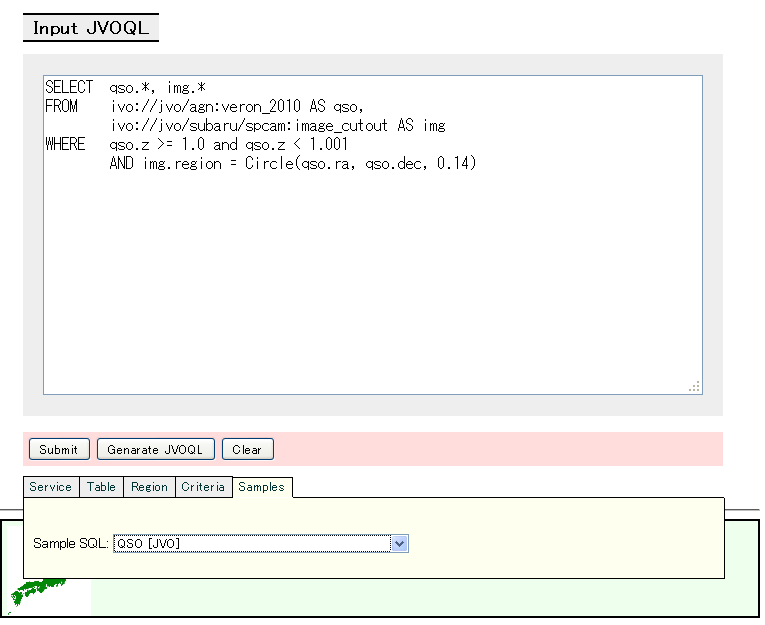 Input JVOQL
SELECT qso.*, img.*
FROM ivo://jvo/agn:veron_2010 AS qso,
ivo://jvo/subaru/spcam:image_cutout AS img
WHERE qso.z >= 1.0 and qso.z < 1.001
AND img.region = Circle(qso.ra, qso.dec, 0.14)
Submit Genarate JVOQL Clear
Service Table Region Criteria Samples
Sample SQL: QSO [JVO]